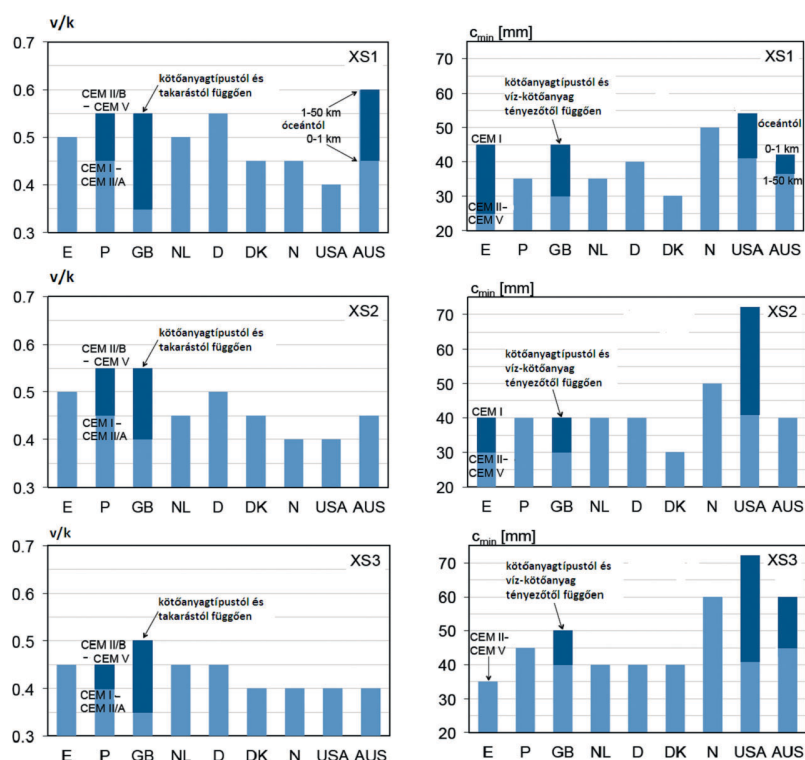 v/k
0.7
0.6
0.5
0.4
0.3
XS1
CEM II/B
– CEM V
CEM I –
CEM II/A
kötőanyagtípustól és
takarástól függően
1-50 km
óceántól
0-1 km
E P GB NL D DK N USA AUS
c_min [mm]
70
60
50
40
30
20
XS1
kötőanyagtípustól és
víz-kötőanyag
tényezőtől függően
CEM I
CEM II–
CEM V
óceántól
0-1 km
1-50 km
E P GB NL D DK N USA AUS
v/k
0.7
0.6
0.5
0.4
0.3
XS2
CEM II/B
– CEM V
CEM I–
CEM II/A
kötőanyagtípustól és
takarástól függően
E P GB NL D DK N USA AUS
c_min [mm]
70
60
50
40
30
20
XS2
kötőanyagtípustól és
víz-kötőanyag
tényezőtől függően
CEM I
CEM II–
CEM V
E P GB NL D DK N USA AUS
v/k
0.7
0.6
0.5
0.4
0.3
XS3
CEM II/B
– CEM V
CEM I–
CEM II/A
kötőanyagtípustól és
takarástól függően
E P GB NL D DK N USA AUS
c_min [mm]
70
60
50
40
30
20
XS3
kötőanyagtípustól és
víz-kötőanyag
tényezőtől függően
CEM II–
CEM V
E P GB NL D DK N USA AUS